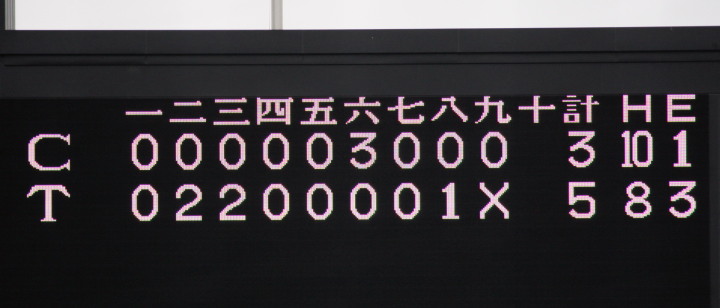 一 二 三 四 五 六 七 八 九 十 計 H E
C 0 0 0 0 0 3 0 0 0 3 10 1
T 0 2 2 0 0 0 0 1 X 5 8 3